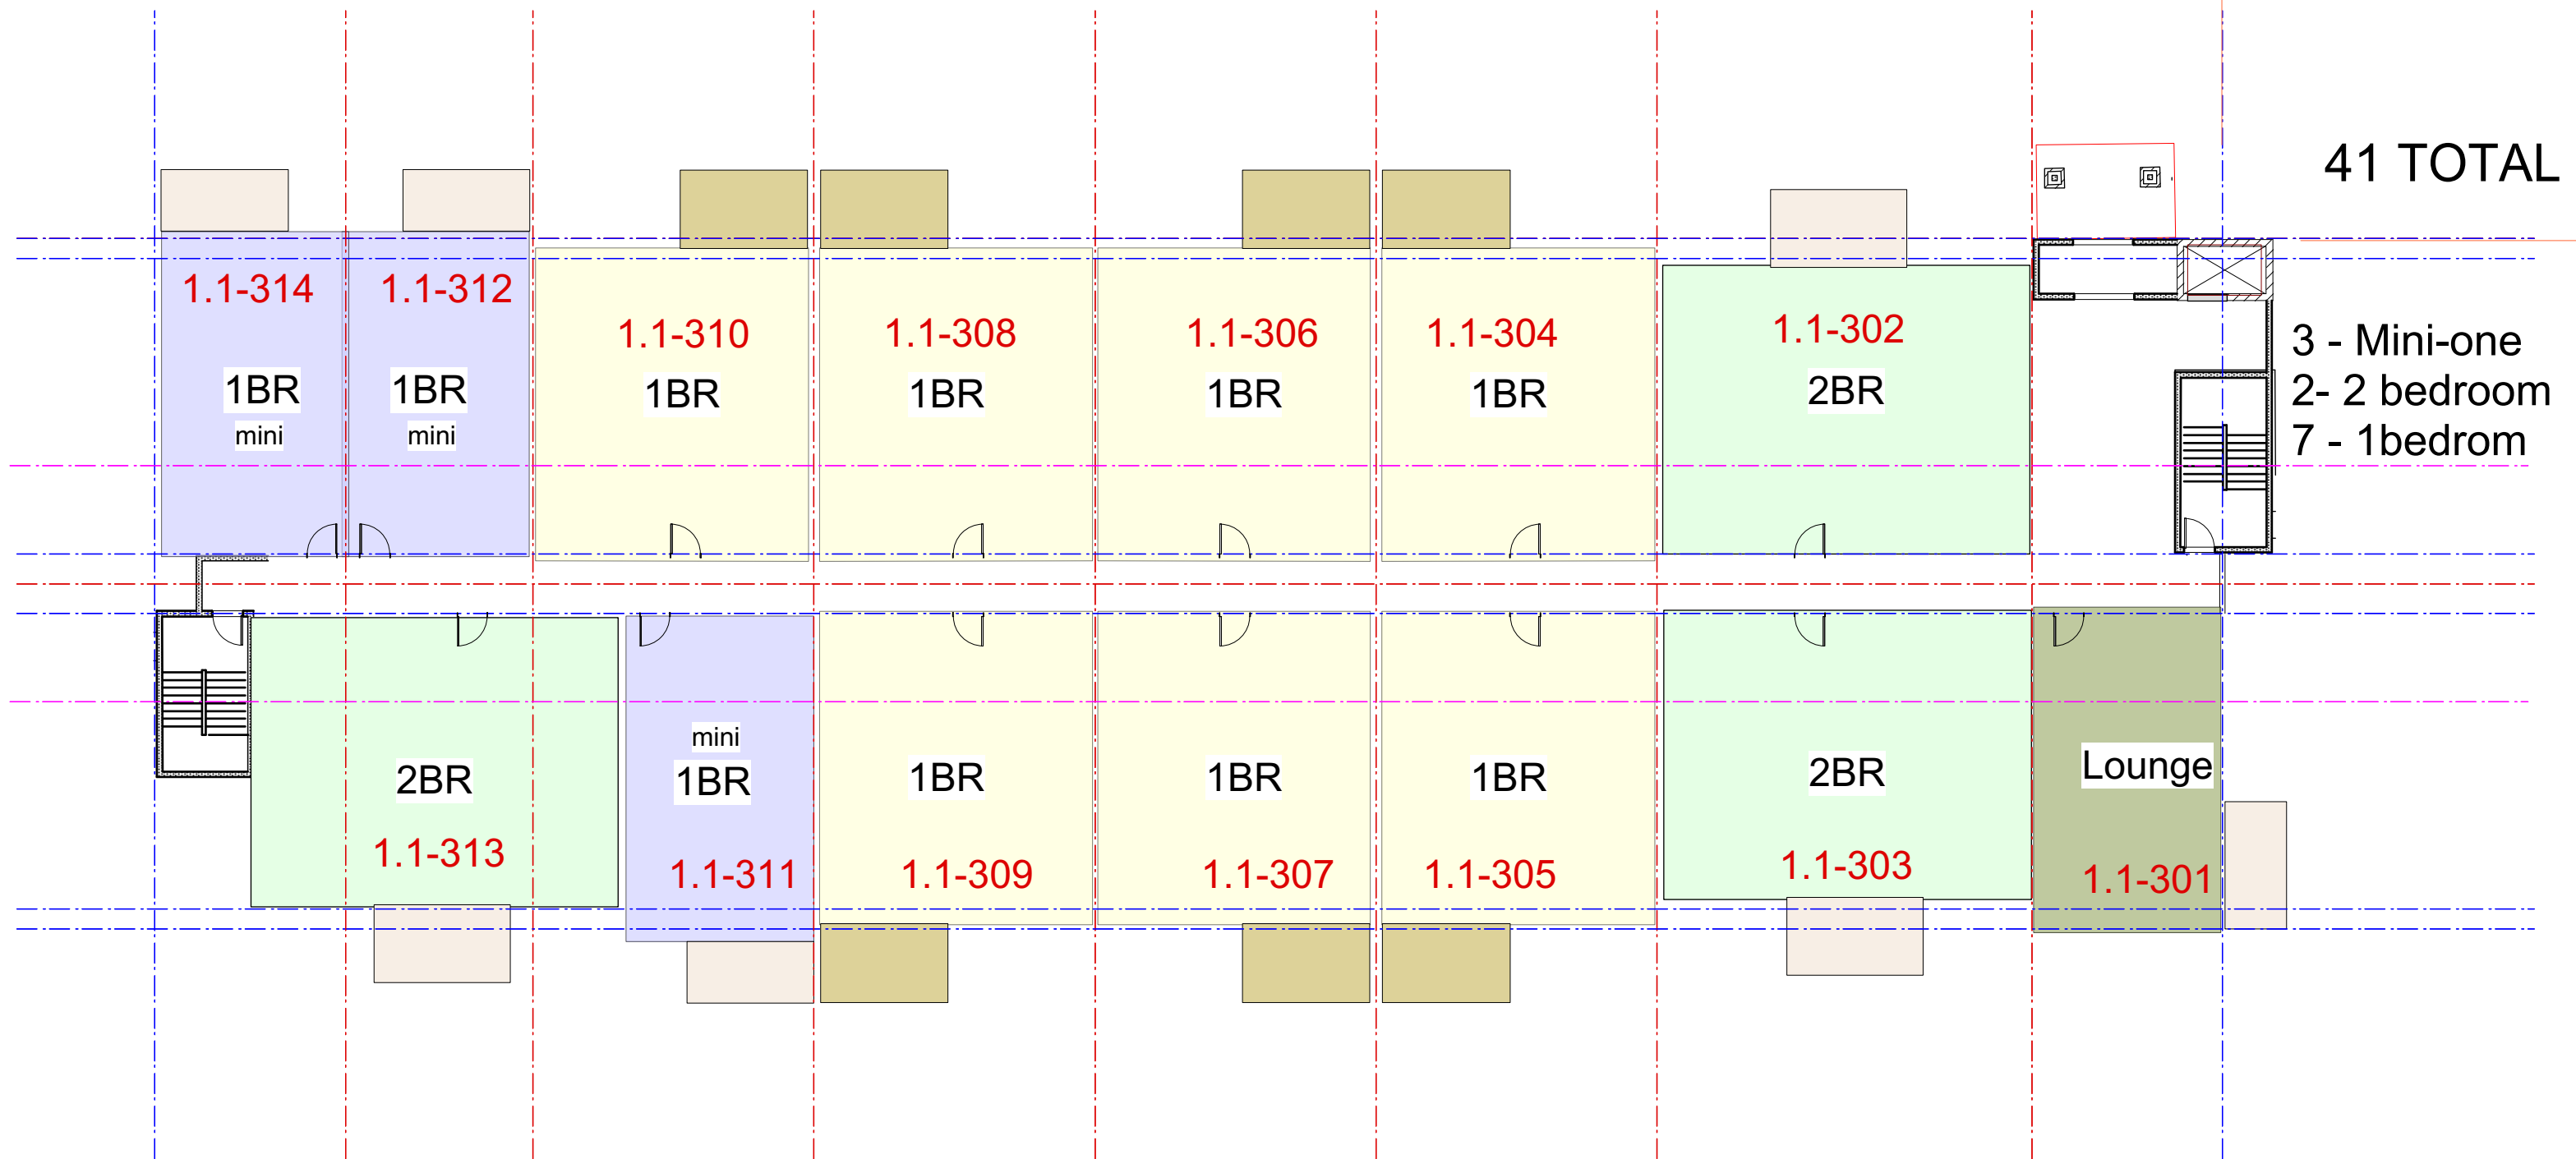 41 TOTAL
1.1-314
1.1-312
1.1-310
1.1-308
1.1-306
1.1-304
1.1-302
1BR
mini
1BR
mini
1BR
1BR
1BR
1BR
2BR
3 - Mini-one
2- 2 bedroom
7 - 1bedrom
2BR
mini
1BR
1BR
1BR
1BR
2BR
Lounge
1.1-313
1.1-311
1.1-309
1.1-307
1.1-305
1.1-303
1.1-301